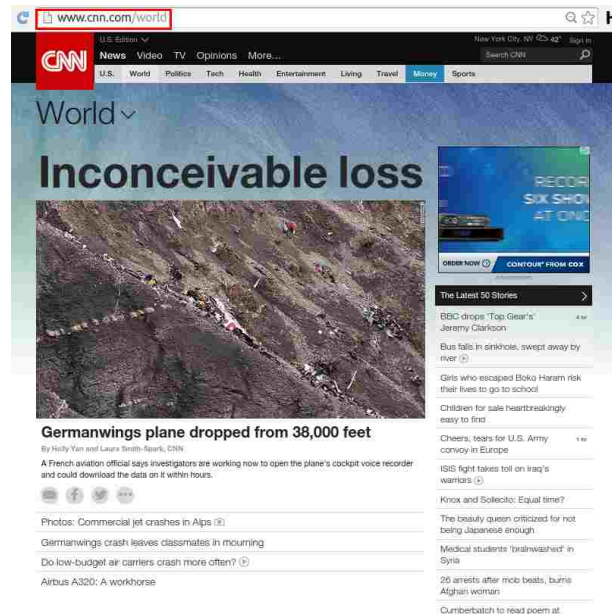 www.cnn.com/world
U.S. Edition
New York City, NY 42° Sign in
CNN
News Video TV Opinions More...
Search CNN
U.S. World Politics Tech Health Entertainment Living Travel Money Sports
World
Inconceivable loss
RECOR
SIX SHOW
AT ONC
ORDER NOW
CONTOUR FROM COX
The Latest 50 Stories
BBC drops 'Top Gear's'
Jeremy Clarkson
4 hr
Bus falls in sinkhole, swept away by
river
Girls who escaped Boko Haram risk
their lives to go to school
Children for sale heartbreakingly
easy to find
Cheers, tears for U.S. Army
convoy in Europe
1 hr
ISIS fight takes toll on Iraq's
warriors
Knox and Sollecito: Equal time?
The beauty queen criticized for not
being Japanese enough
Medical students 'brainwashed' in
Syria
26 arrests after mob beats, burns
Afghan woman
Cumberbatch to read poem at
Germanwings plane dropped from 38,000 feet
By Holly Yan and Laura Smith-Spark, CNN
A French aviation official says investigators are working now to open the plane's cockpit voice recorder
and could download the data on it within hours.
Photos: Commercial jet crashes in Alps
Germanwings crash leaves classmates in mourning
Do low-budget air carriers crash more often?
Airbus A320: A workhorse